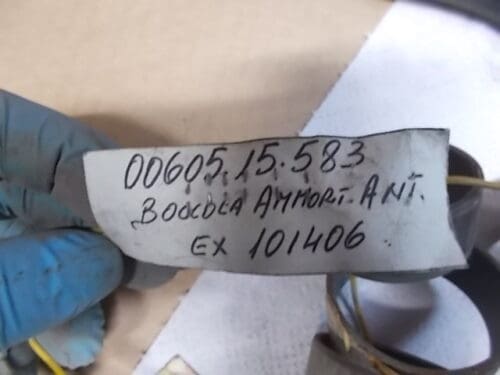 00605.15.583
BOCCOLA AMMORT. ANT.
EX 101406